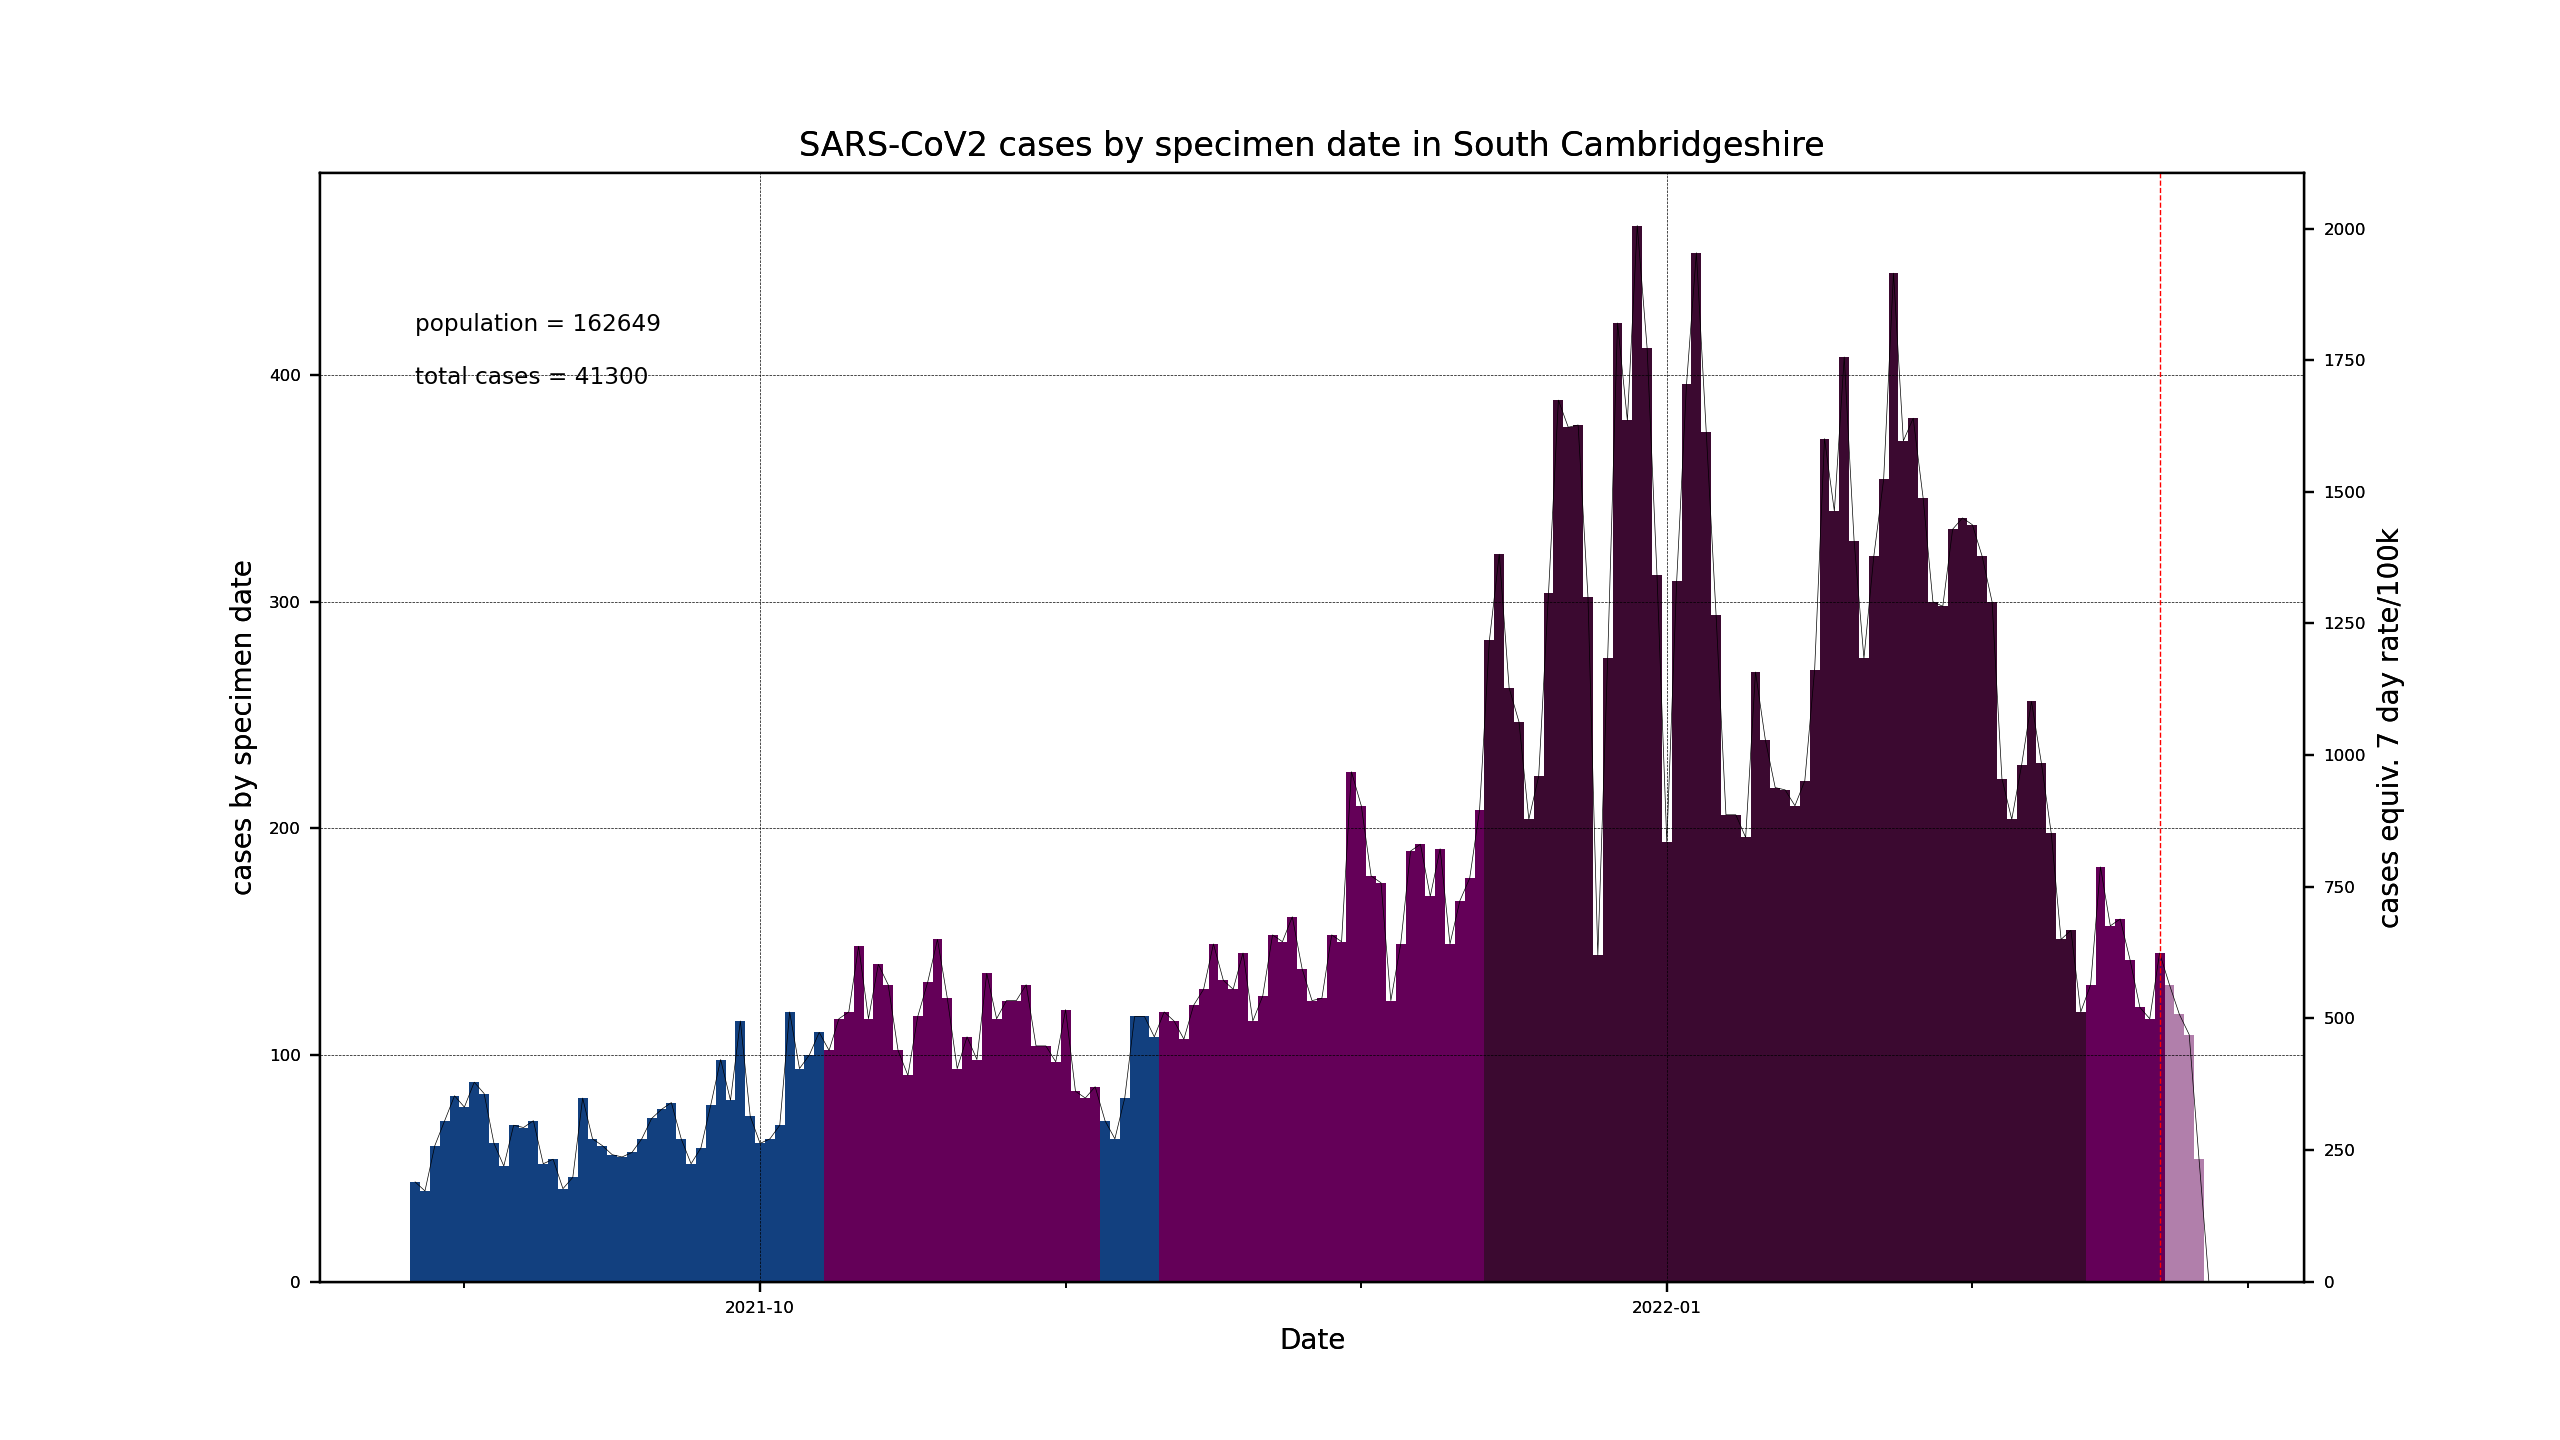 SARS-CoV2 cases by specimen date in South Cambridgeshire
population = 162649
total cases = 41300
cases by specimen date
400
300
200
100
0
2000
1750
1500
1250
1000
750
500
250
0
cases equiv. 7 day rate/100k
2021-10
2022-01
Date